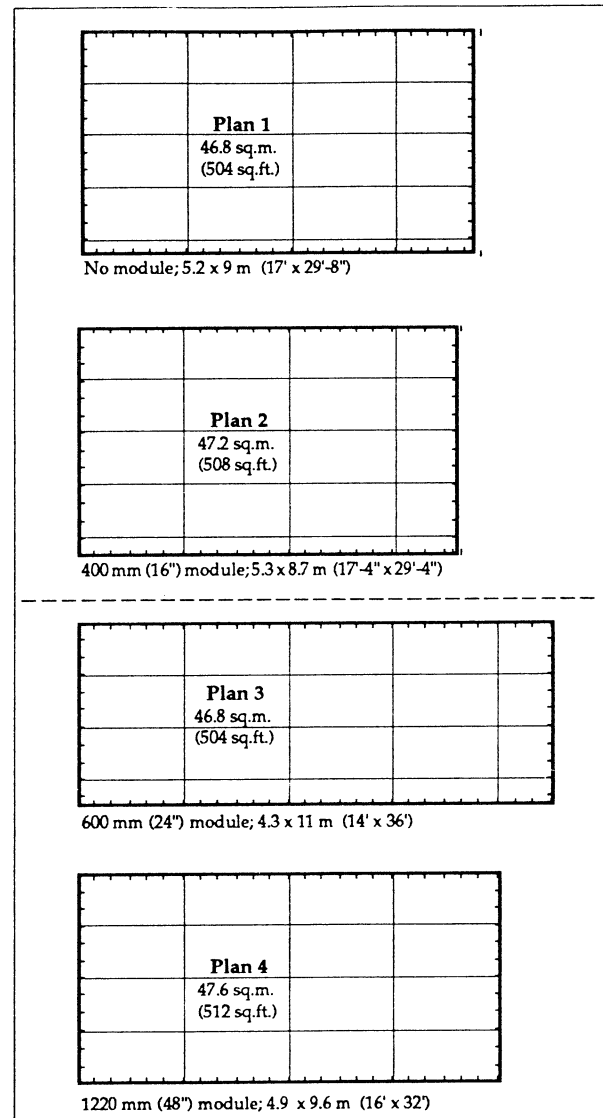 Plan 1
46.8 sq.m.
(504 sq.ft.)
No module; 5.2 x 9 m (17' x 29'-8")
Plan 2
47.2 sq.m.
(508 sq.ft.)
400 mm (16") module; 5.3 x 8.7 m (17'-4" x 29'-4")
Plan 3
46.8 sq.m.
(504 sq.ft.)
600 mm (24") module; 4.3 x 11 m (14' x 36')
Plan 4
47.6 sq.m.
(512 sq.ft.)
1220 mm (48") module; 4.9 x 9.6 m (16' x 32')